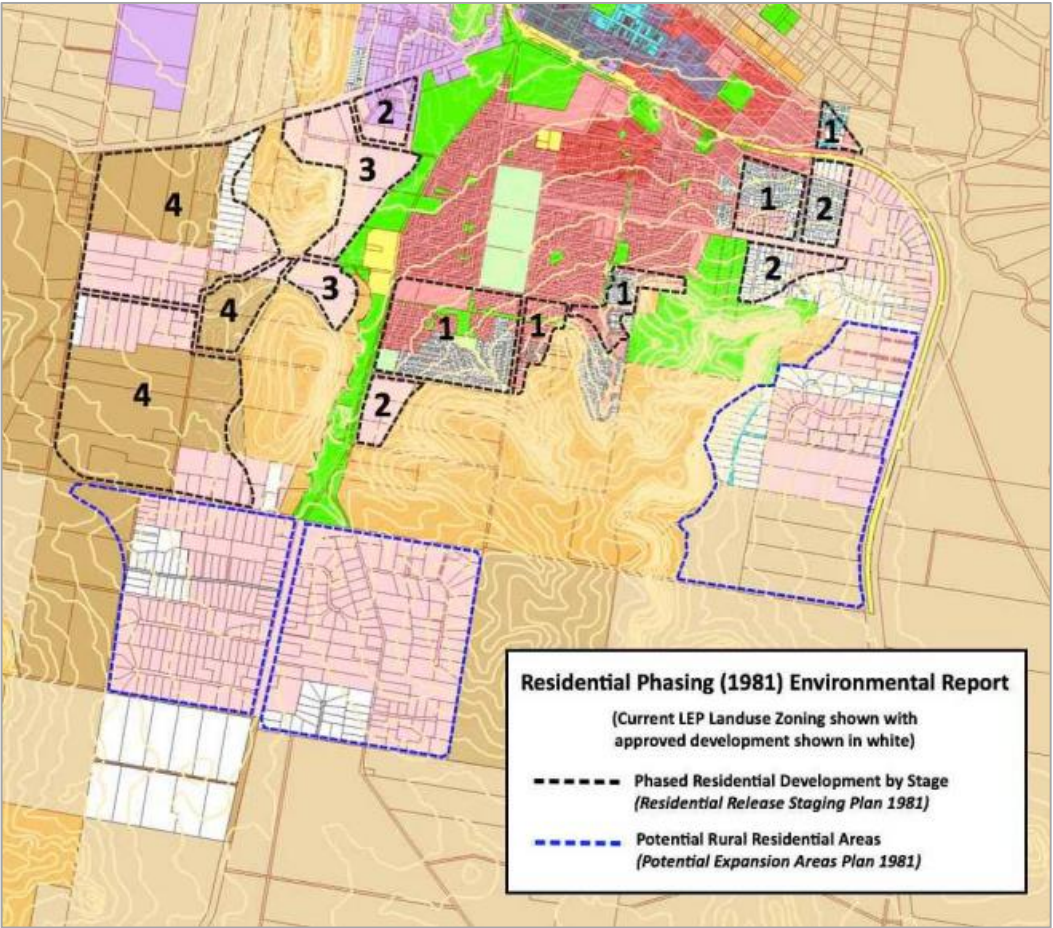 2
1
3
4
1
2
2
3
1
4
1
1
4
2
Residential Phasing (1981) Environmental Report
(Current LEP Landuse Zoning shown with
approved development shown in white)
Phased Residential Development by Stage
(Residential Release Staging Plan 1981)
Potential Rural Residential Areas
(Potential Expansion Areas Plan 1981)